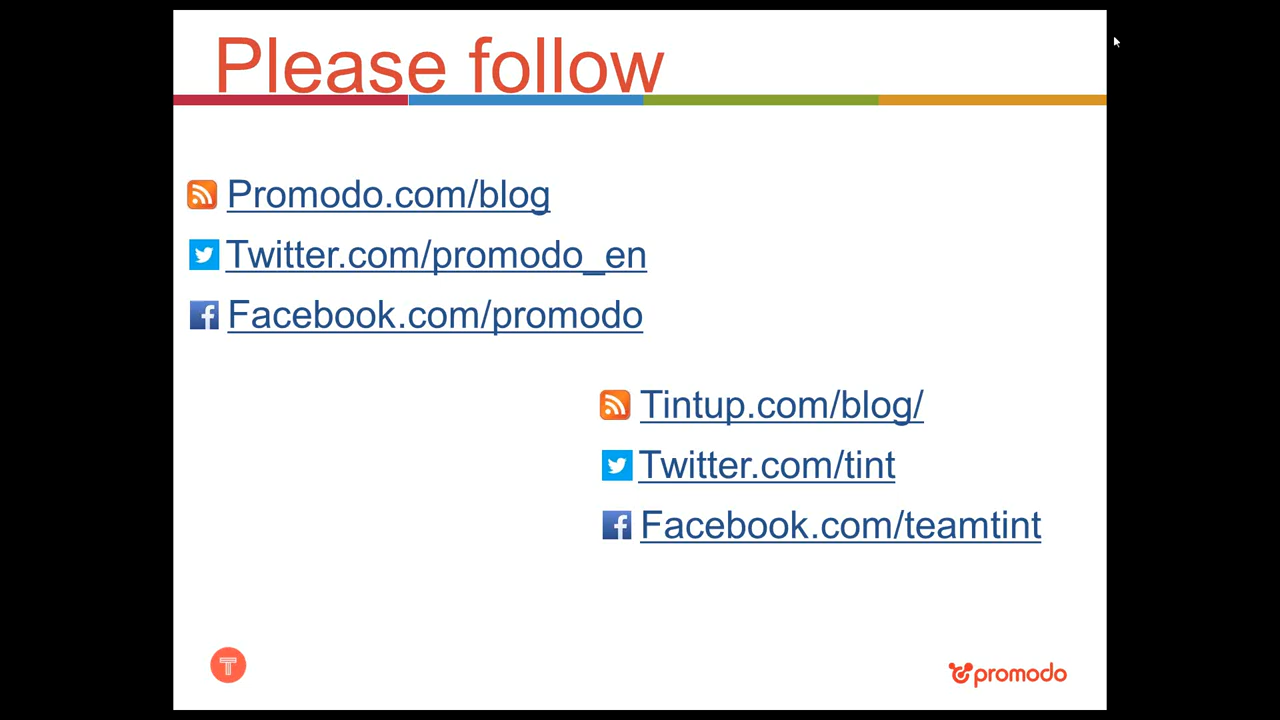 Please follow
Promodo.com/blog
Twitter.com/promodo_en
Facebook.com/promodo
Tintup.com/blog/
Twitter.com/tint
Facebook.com/teamtint
T
promodo